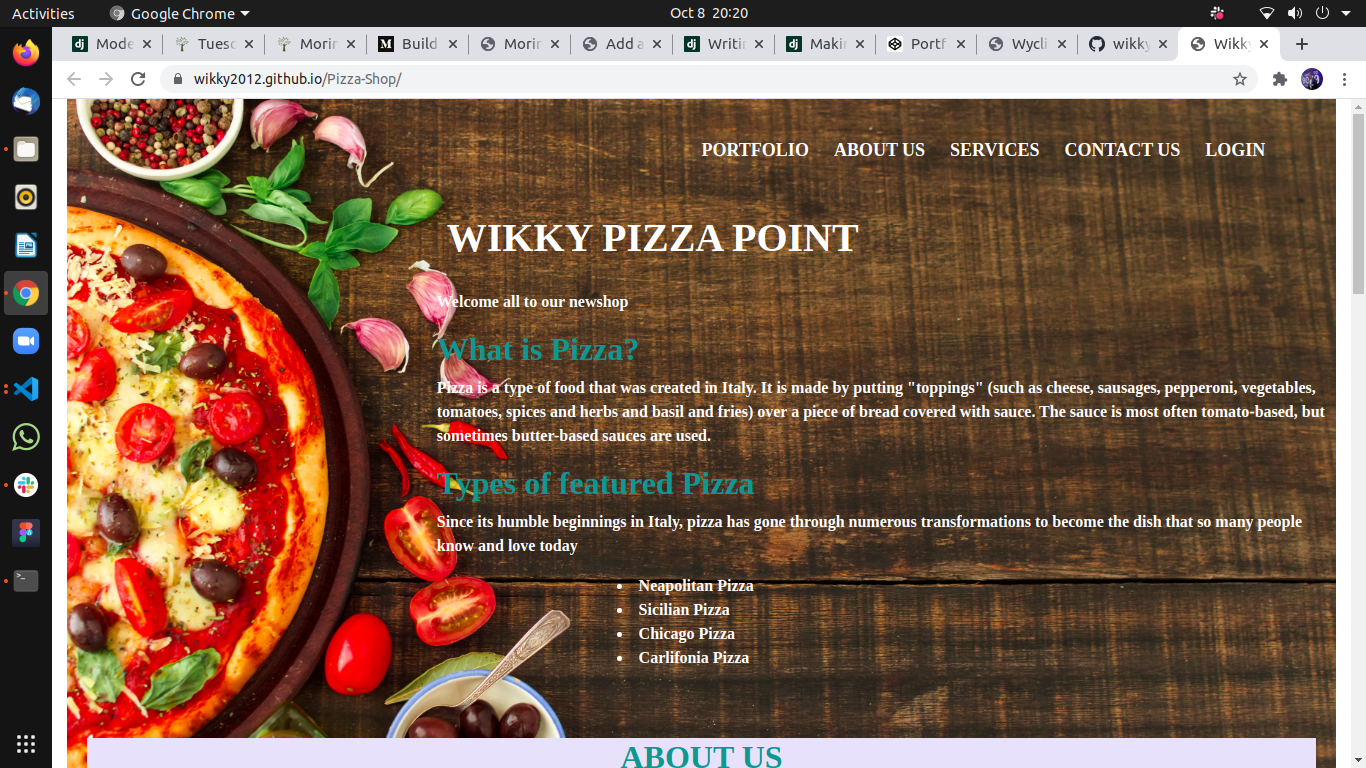 Activities Google Chrome Oct 8 20:20
Mode Tuesc Morin Build Morin Add a Writin Makin Portf Wycli wikky Wikky
wikky2012.github.io/Pizza-Shop/
PORTFOLIO ABOUT US SERVICES CONTACT US LOGIN
WIKKY PIZZA POINT
Welcome all to our newshop
What is Pizza?
Pizza is a type of food that was created in Italy. It is made by putting "toppings" (such as cheese, sausages, pepperoni, vegetables,
tomatoes, spices and herbs and basil and fries) over a piece of bread covered with sauce. The sauce is most often tomato-based, but
sometimes butter-based sauces are used.
Types of featured Pizza
Since its humble beginnings in Italy, pizza has gone through numerous transformations to become the dish that so many people
know and love today
• Neapolitan Pizza
• Sicilian Pizza
• Chicago Pizza
• Carlifonia Pizza
ABOUT US